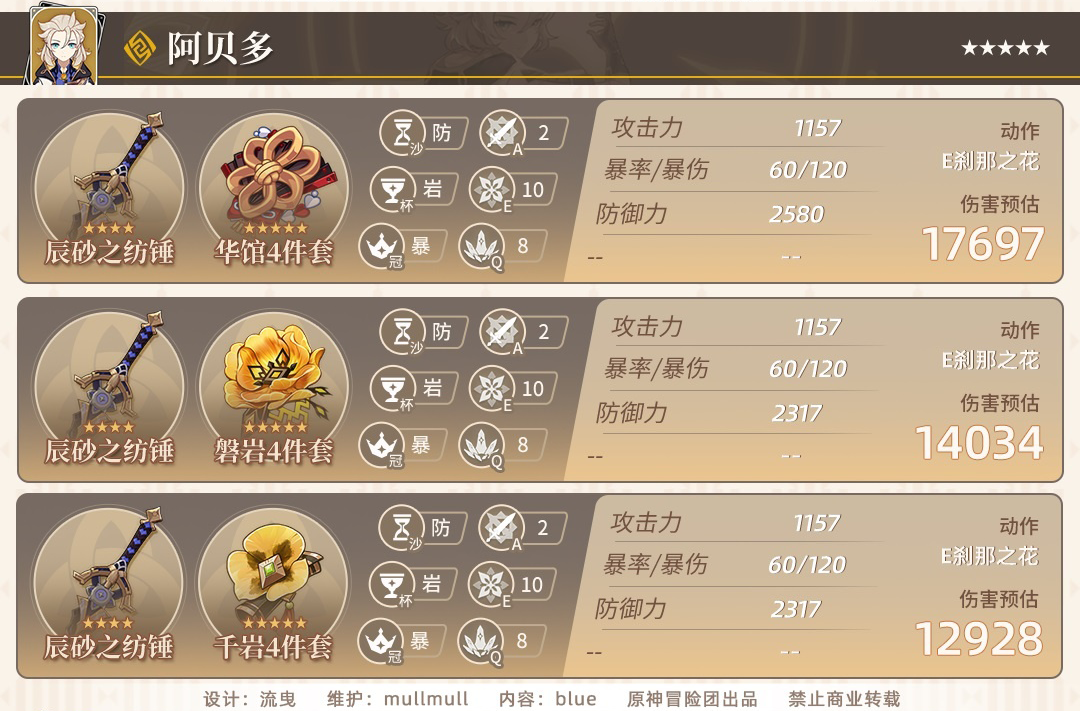 阿贝多
★★★★★
防 2
沙 A
岩 10
杯 E
暴 8
冠 Q
★★★★ ★★★★★
辰砂之纺锤 华馆4件套
攻击力 1157
暴率/暴伤 60/120
防御力 2580
-- --
动作
E刹那之花
伤害预估
17697
防 2
沙 A
岩 10
杯 E
暴 8
冠 Q
★★★★ ★★★★★
辰砂之纺锤 磐岩4件套
攻击力 1157
暴率/暴伤 60/120
防御力 2317
-- --
动作
E刹那之花
伤害预估
14034
防 2
沙 A
岩 10
杯 E
暴 8
冠 Q
★★★★ ★★★★★
辰砂之纺锤 千岩4件套
攻击力 1157
暴率/暴伤 60/120
防御力 2317
-- --
动作
E刹那之花
伤害预估
12928
设计：流曳 维护：mullmull 内容：blue 原神冒险团出品 禁止商业转载